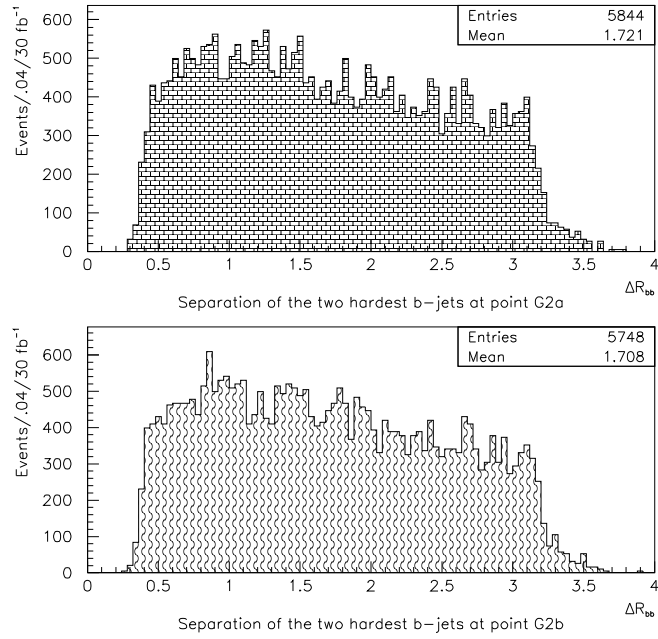 Events/.04/30 fb⁻¹
600
500
400
300
200
100
0
Entries 5844
Mean 1.721
0 0.5 1 1.5 2 2.5 3 3.5 4
ΔR_bb
Separation of the two hardest b-jets at point G2a
Events/.04/30 fb⁻¹
600
500
400
300
200
100
0
Entries 5748
Mean 1.708
0 0.5 1 1.5 2 2.5 3 3.5 4
ΔR_bb
Separation of the two hardest b-jets at point G2b